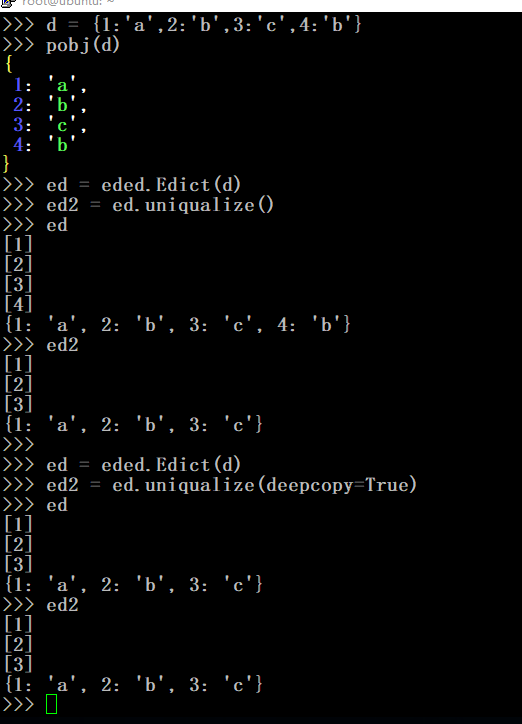 root@ubuntu: ~
>>> d = {1:'a',2:'b',3:'c',4:'b'}
>>> pobj(d)
{
 1: 'a',
 2: 'b',
 3: 'c',
 4: 'b'
}
>>> ed = eded.Edict(d)
>>> ed2 = ed.uniqualize()
>>> ed
[1]
[2]
[3]
[4]
{1: 'a', 2: 'b', 3: 'c', 4: 'b'}
>>> ed2
[1]
[2]
[3]
{1: 'a', 2: 'b', 3: 'c'}
>>>
>>> ed = eded.Edict(d)
>>> ed2 = ed.uniqualize(deepcopy=True)
>>> ed
[1]
[2]
[3]
{1: 'a', 2: 'b', 3: 'c'}
>>> ed2
[1]
[2]
[3]
{1: 'a', 2: 'b', 3: 'c'}
>>>